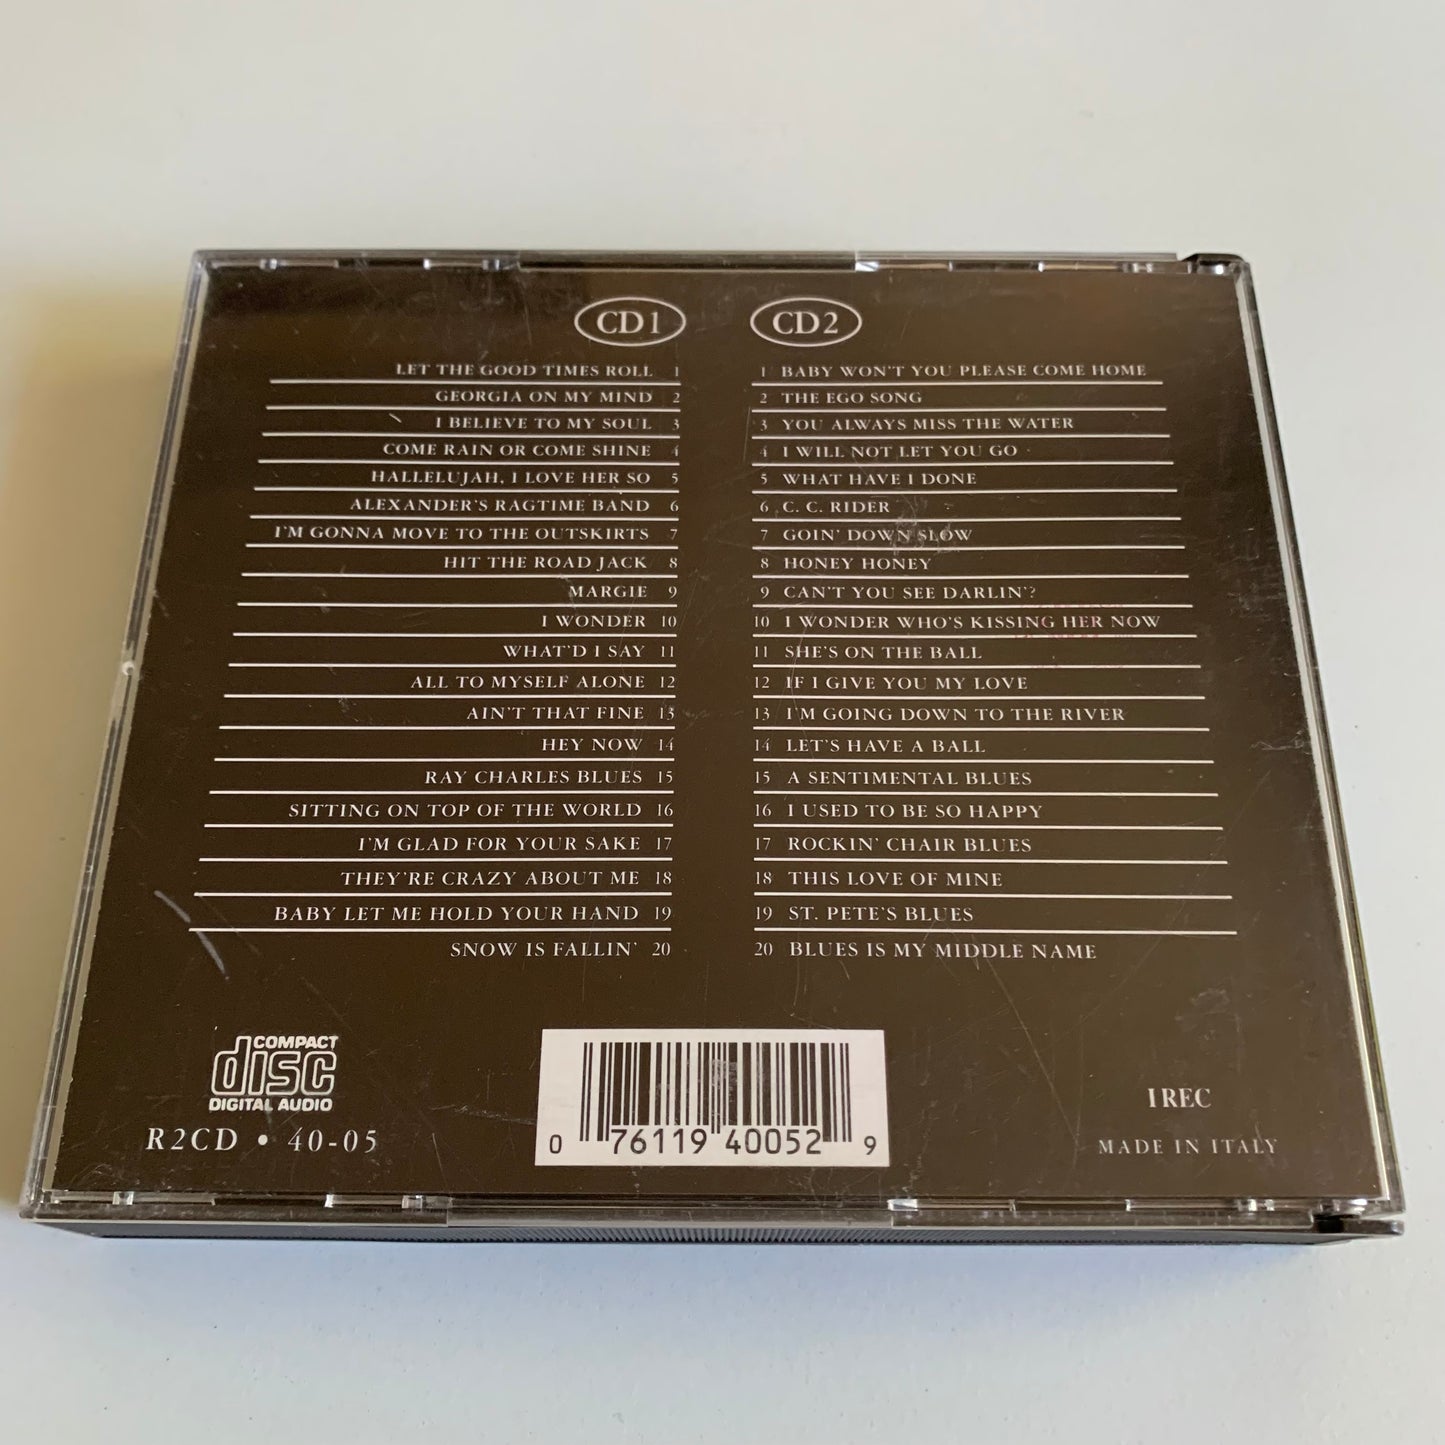 CD 1
LET THE GOOD TIMES ROLL 1
GEORGIA ON MY MIND 2
I BELIEVE TO MY SOUL 3
COME RAIN OR COME SHINE 4
HALLELUJAH, I LOVE HER SO 5
ALEXANDER'S RAGTIME BAND 6
I'M GONNA MOVE TO THE OUTSKIRTS 7
HIT THE ROAD JACK 8
MARGIE 9
I WONDER 10
WHAT'D I SAY 11
ALL TO MYSELF ALONE 12
AIN'T THAT FINE 13
HEY NOW 14
RAY CHARLES BLUES 15
SITTING ON TOP OF THE WORLD 16
I'M GLAD FOR YOUR SAKE 17
THEY'RE CRAZY ABOUT ME 18
BABY LET ME HOLD YOUR HAND 19
SNOW IS FALLIN' 20
CD 2
1 BABY WON'T YOU PLEASE COME HOME
2 THE EGO SONG
3 YOU ALWAYS MISS THE WATER
4 I WILL NOT LET YOU GO
5 WHAT HAVE I DONE
6 C. C. RIDER
7 GOIN' DOWN SLOW
8 HONEY HONEY
9 CAN'T YOU SEE DARLIN'?
10 I WONDER WHO'S KISSING HER NOW
11 SHE'S ON THE BALL
12 IF I GIVE YOU MY LOVE
13 I'M GOING DOWN TO THE RIVER
14 LET'S HAVE A BALL
15 A SENTIMENTAL BLUES
16 I USED TO BE SO HAPPY
17 ROCKIN' CHAIR BLUES
18 THIS LOVE OF MINE
19 ST. PETE'S BLUES
20 BLUES IS MY MIDDLE NAME
COMPACT
disc
DIGITAL AUDIO
R2CD • 40-05
0 76119 40052 9
1 REC
MADE IN ITALY